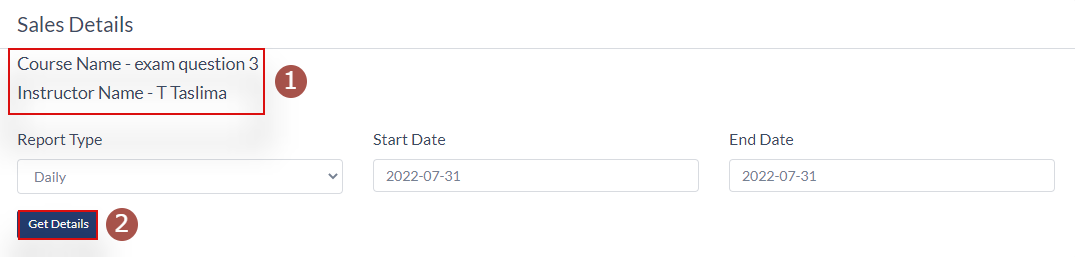 Sales Details
Course Name - exam question 3
1
Instructor Name - T Taslima
Report Type
Start Date
End Date
Daily
2022-07-31
2022-07-31
Get Details
2